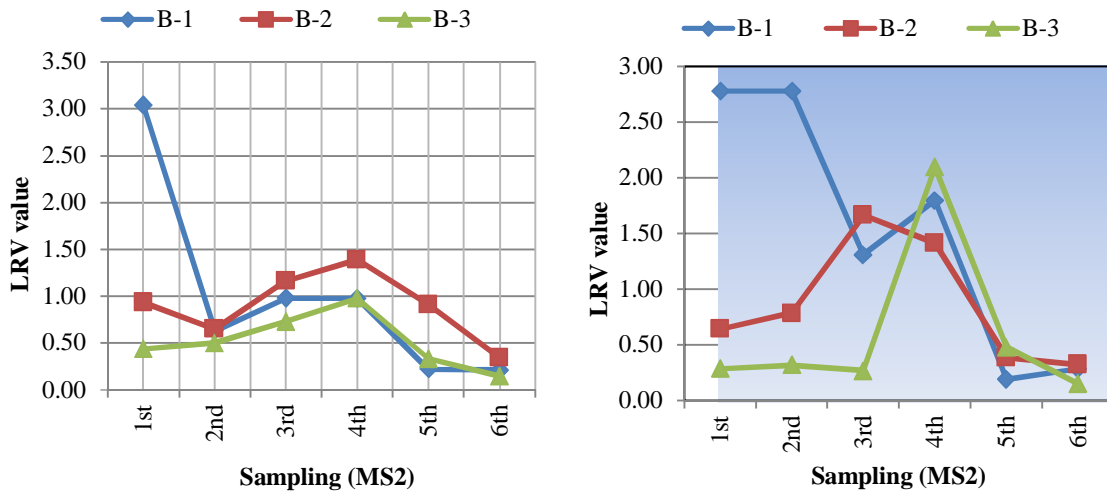 B-1 B-2 B-3
3.50
3.00
2.50
2.00
1.50
1.00
0.50
0.00
LRV value
1st 2nd 3rd 4th 5th 6th
Sampling (MS2)
B-1 B-2 B-3
3.00
2.50
2.00
1.50
1.00
0.50
0.00
LRV value
1st 2nd 3rd 4th 5th 6th
Sampling (MS2)